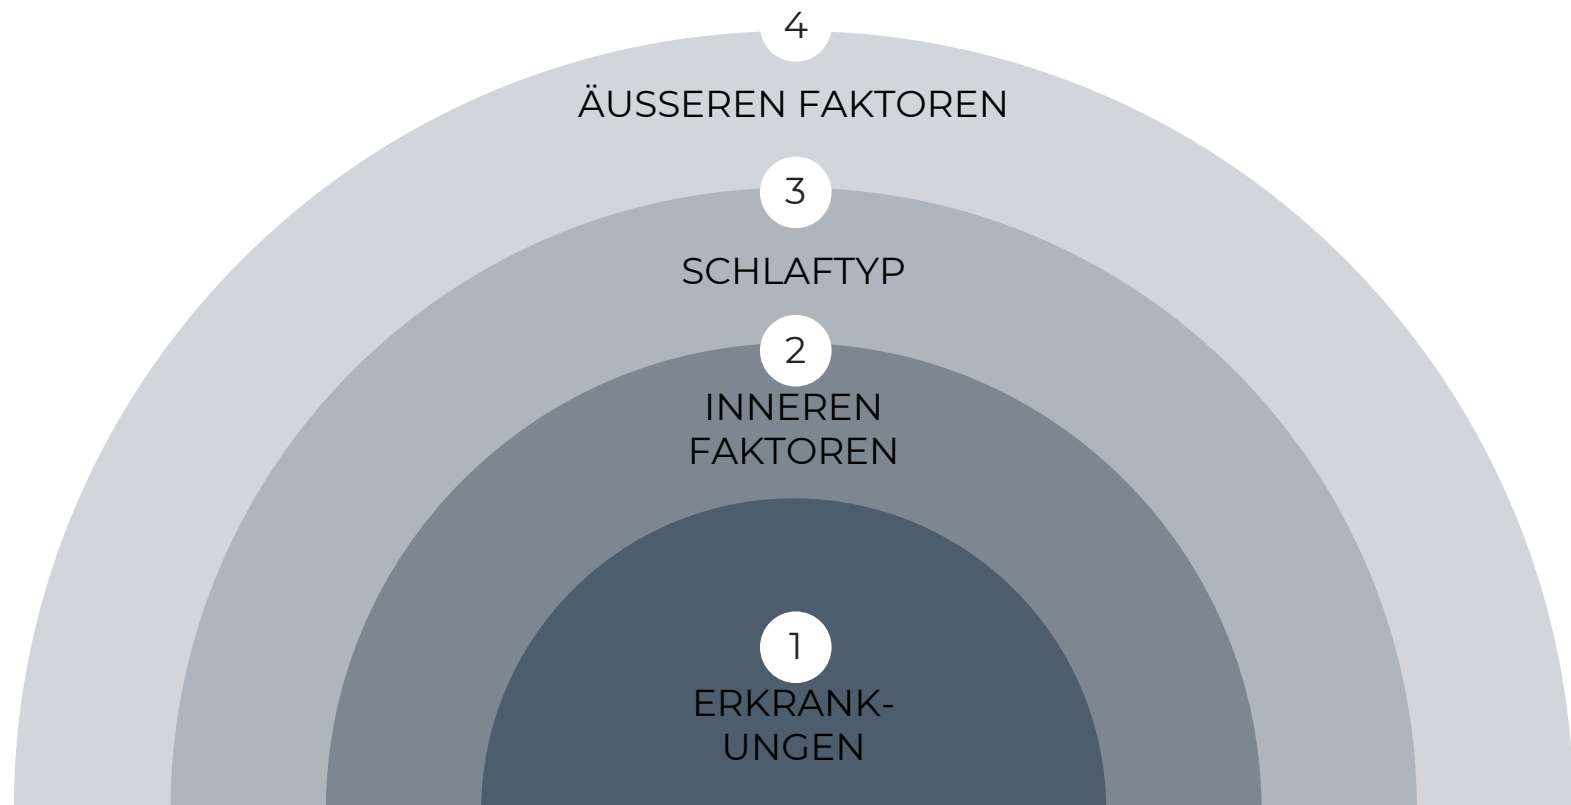 4
ÄUSSEREN FAKTOREN
3
SCHLAFTYP
2
INNEREN
FAKTOREN
1
ERKRANK-
UNGEN